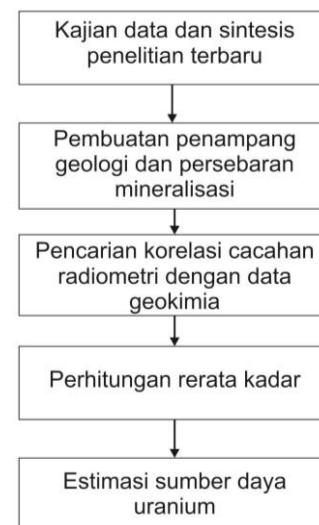 Kajian data dan sintesis
penelitian terbaru
Pembuatan penampang
geologi dan persebaran
mineralisasi
Pencarian korelasi cacahan
radiometri dengan data
geokimia
Perhitungan rerata kadar
Estimasi sumber daya
uranium